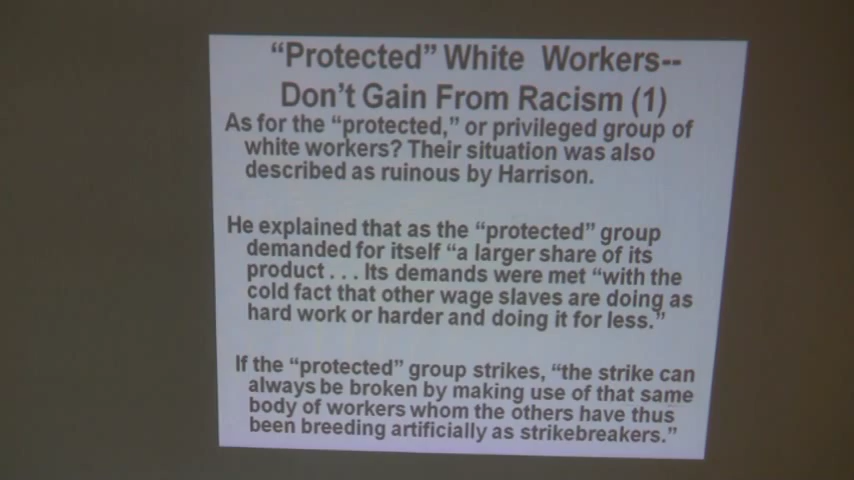 “Protected” White Workers--
Don’t Gain From Racism (1)
As for the “protected,” or privileged group of
white workers? Their situation was also
described as ruinous by Harrison.
He explained that as the “protected” group
demanded for itself “a larger share of its
product . . . Its demands were met “with the
cold fact that other wage slaves are doing as
hard work or harder and doing it for less.”
If the “protected” group strikes, “the strike can
always be broken by making use of that same
body of workers whom the others have thus
been breeding artificially as strikebreakers.”